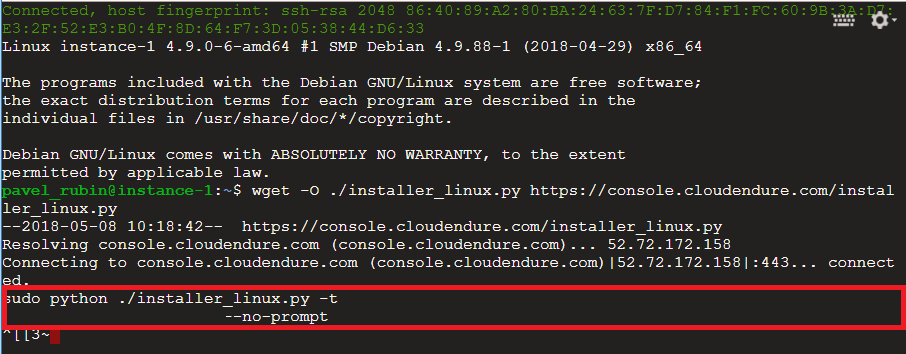 Connected, host fingerprint: ssh-rsa 2048 86:40:89:A2:80:BA:24:63:7F:D7:84:F1:FC:60:9B:3A:D7:
E3:2F:52:E3:B0:4F:8D:64:F7:3D:05:38:44:D6:33
Linux instance-1 4.9.0-6-amd64 #1 SMP Debian 4.9.88-1 (2018-04-29) x86_64
The programs included with the Debian GNU/Linux system are free software;
the exact distribution terms for each program are described in the
individual files in /usr/share/doc/*/copyright.
Debian GNU/Linux comes with ABSOLUTELY NO WARRANTY, to the extent
permitted by applicable law.
pavel_rubin@instance-1:~$ wget -O ./installer_linux.py https://console.cloudendure.com/instal
ler_linux.py
--2018-05-08 10:18:42--  https://console.cloudendure.com/installer_linux.py
Resolving console.cloudendure.com (console.cloudendure.com)... 52.72.172.158
Connecting to console.cloudendure.com (console.cloudendure.com)|52.72.172.158|:443... connect
ed.
sudo python ./installer_linux.py -t
--no-prompt
^[[3~